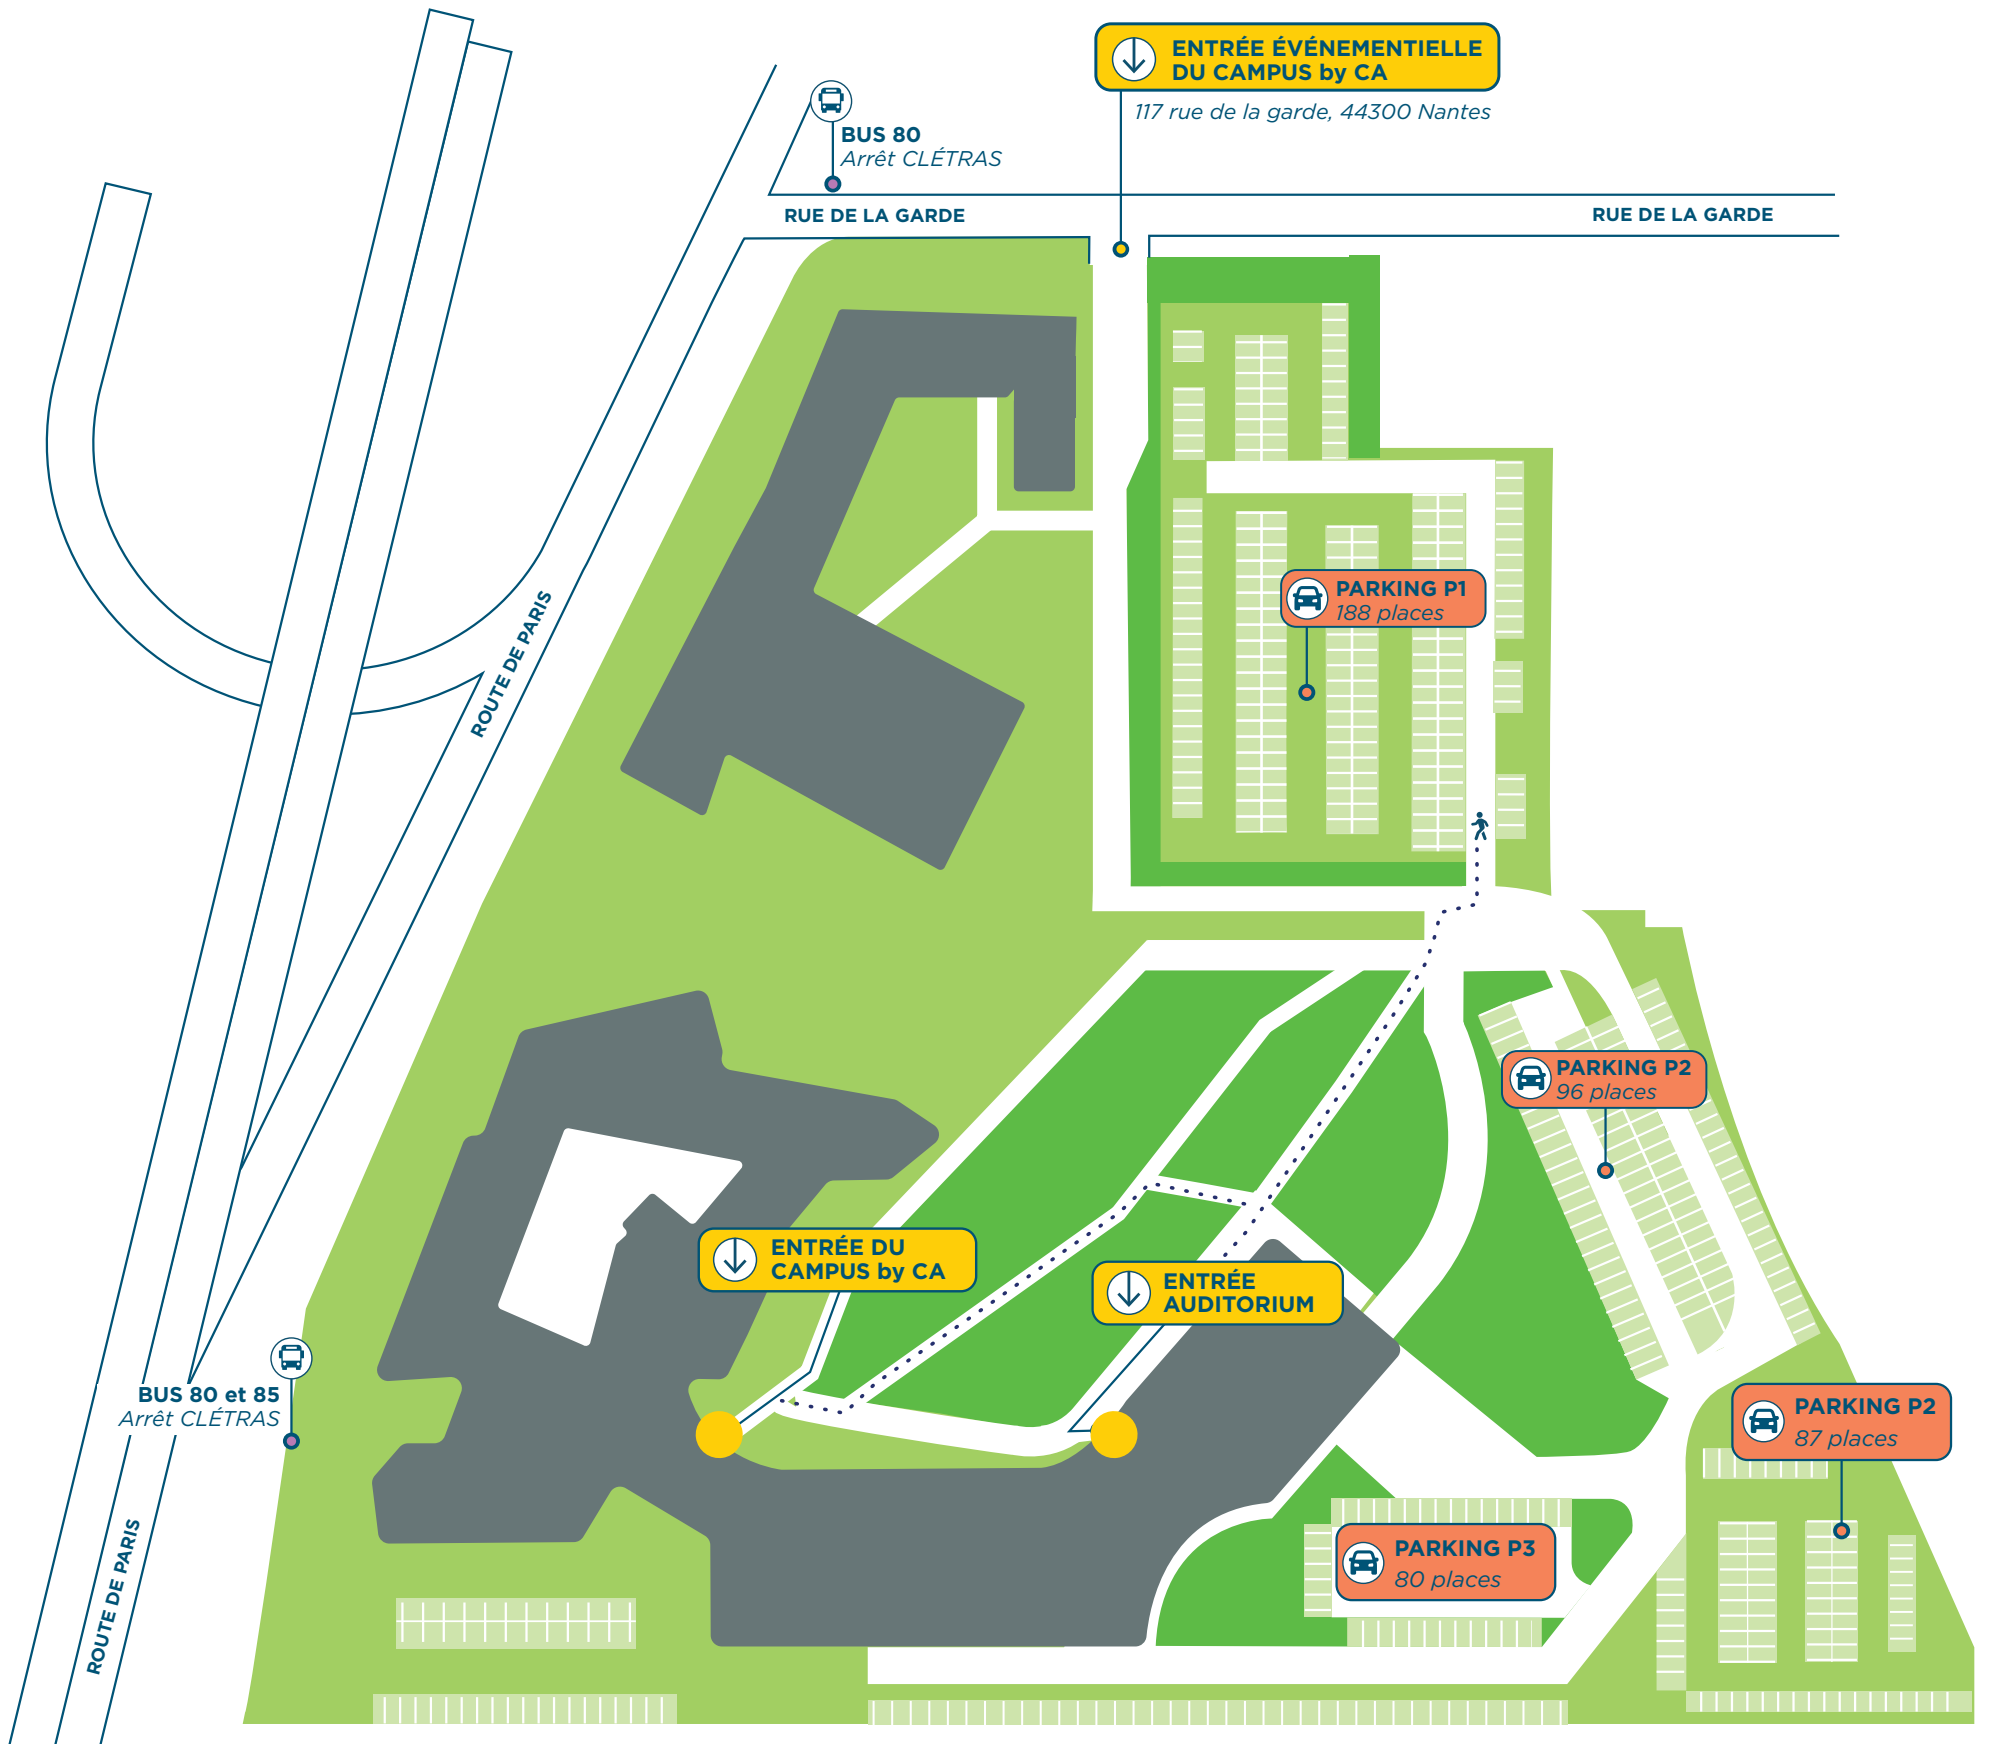 ENTRÉE ÉVÉNEMENTIELLE
DU CAMPUS by CA
117 rue de la garde, 44300 Nantes
BUS 80
Arrêt CLÉTRAS
RUE DE LA GARDE
RUE DE LA GARDE
PARKING P1
188 places
ROUTE DE PARIS
PARKING P2
96 places
ENTRÉE DU
CAMPUS by CA
ENTRÉE
AUDITORIUM
BUS 80 et 85
Arrêt CLÉTRAS
PARKING P2
87 places
PARKING P3
80 places
ROUTE DE PARIS